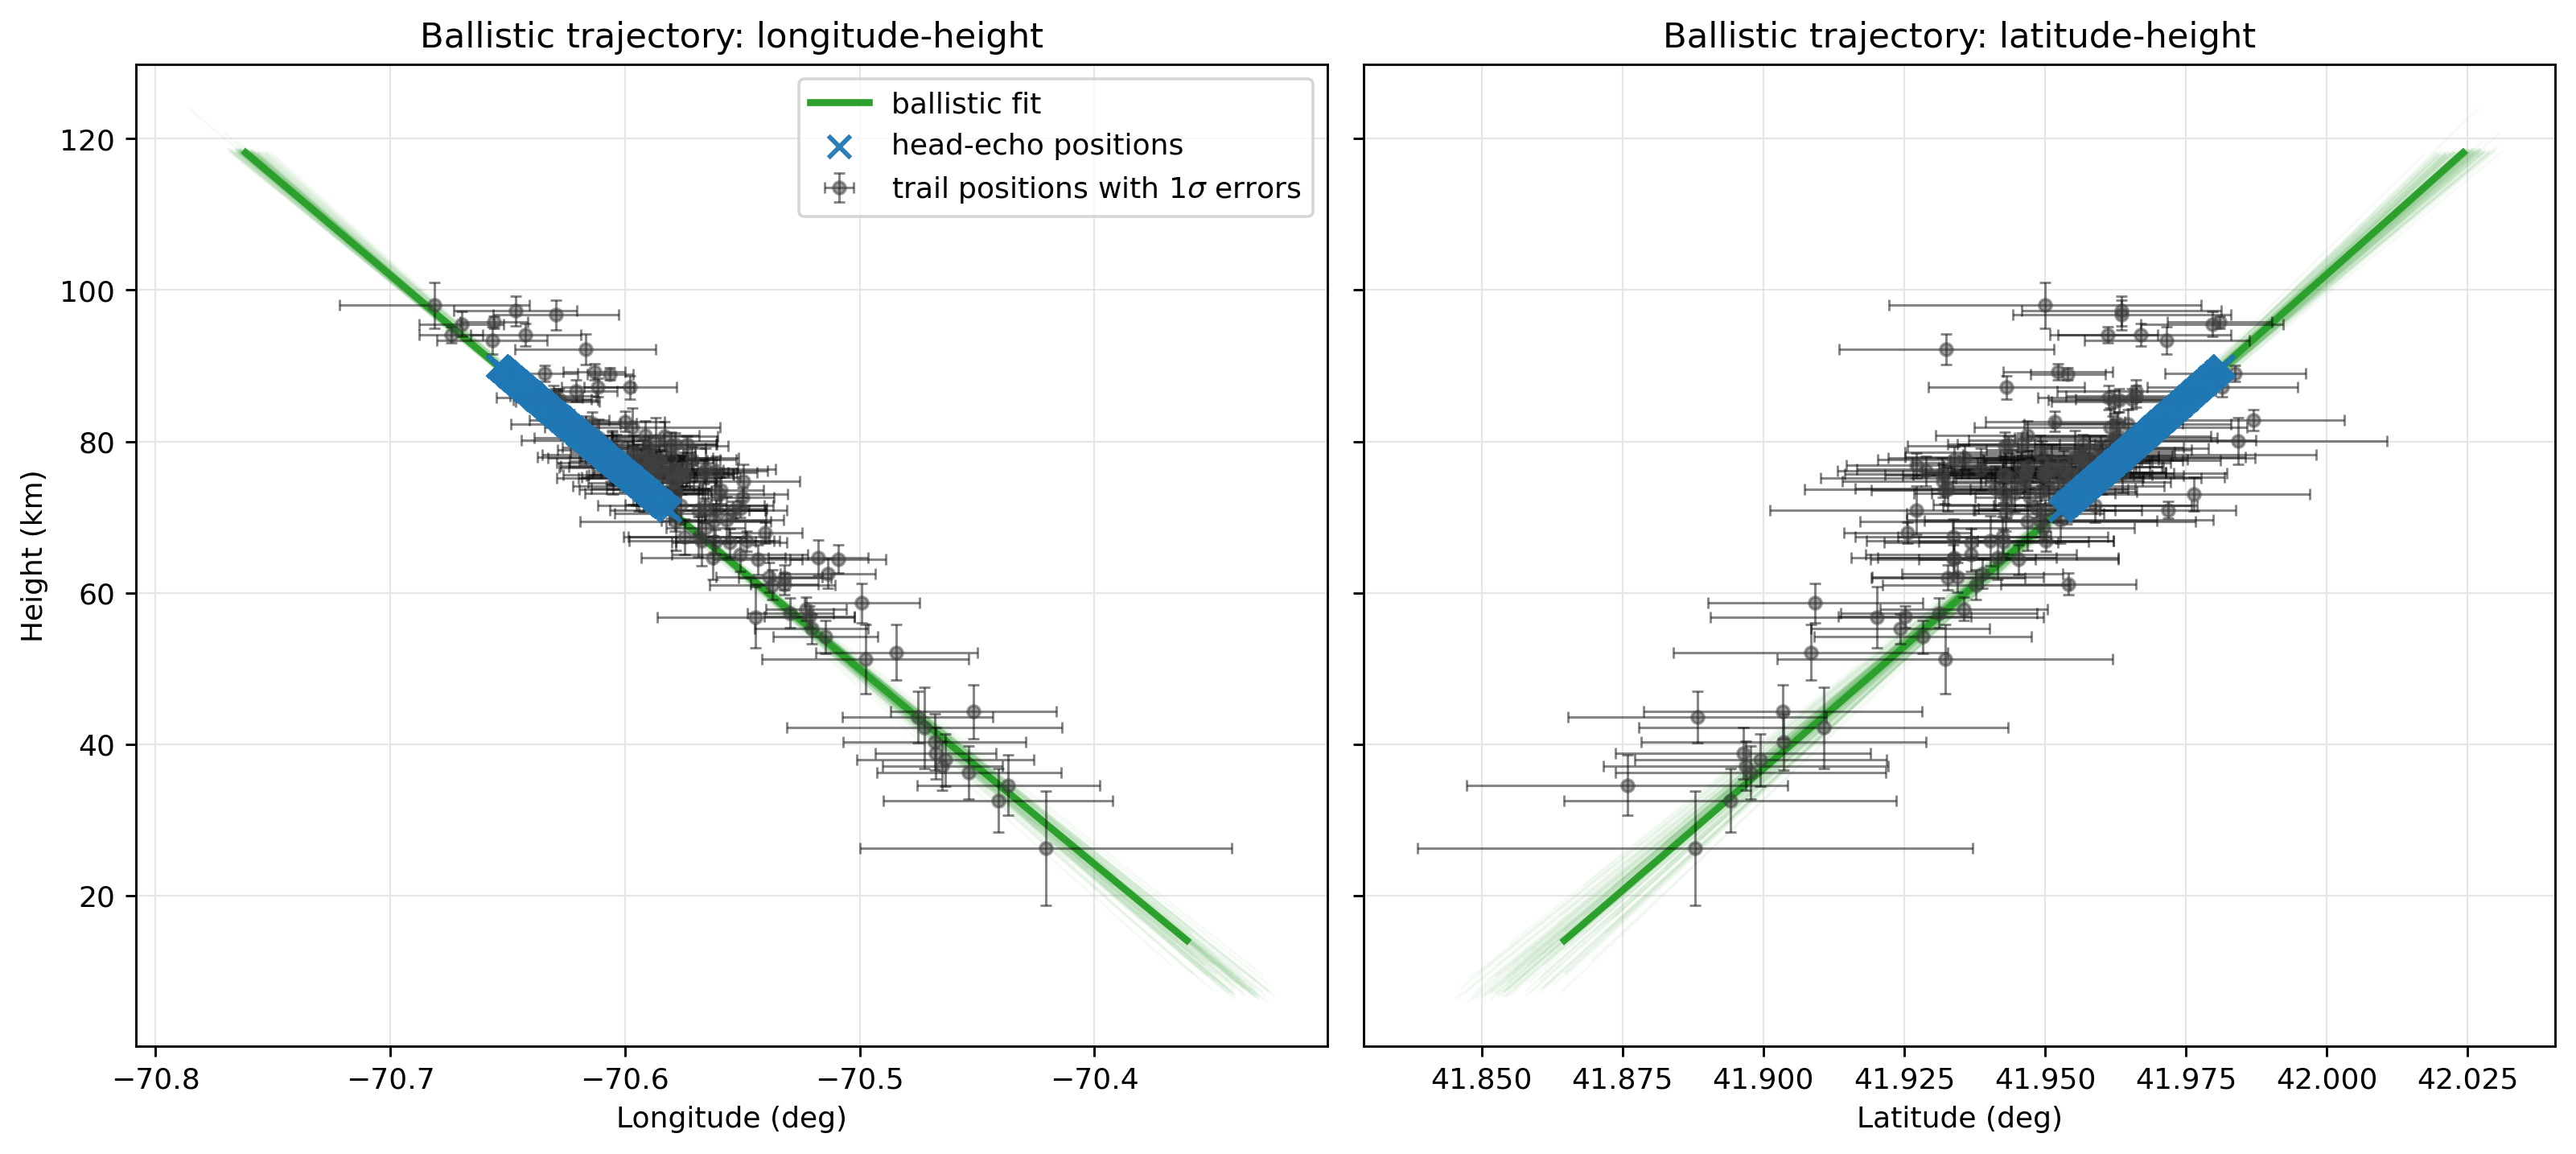 Ballistic trajectory: longitude-height
ballistic fit
head-echo positions
trail positions with 1σ errors
120
100
80
60
40
20
Height (km)
−70.8
−70.7
−70.6
−70.5
−70.4
Longitude (deg)
Ballistic trajectory: latitude-height
41.850
41.875
41.900
41.925
41.950
41.975
42.000
42.025
Latitude (deg)